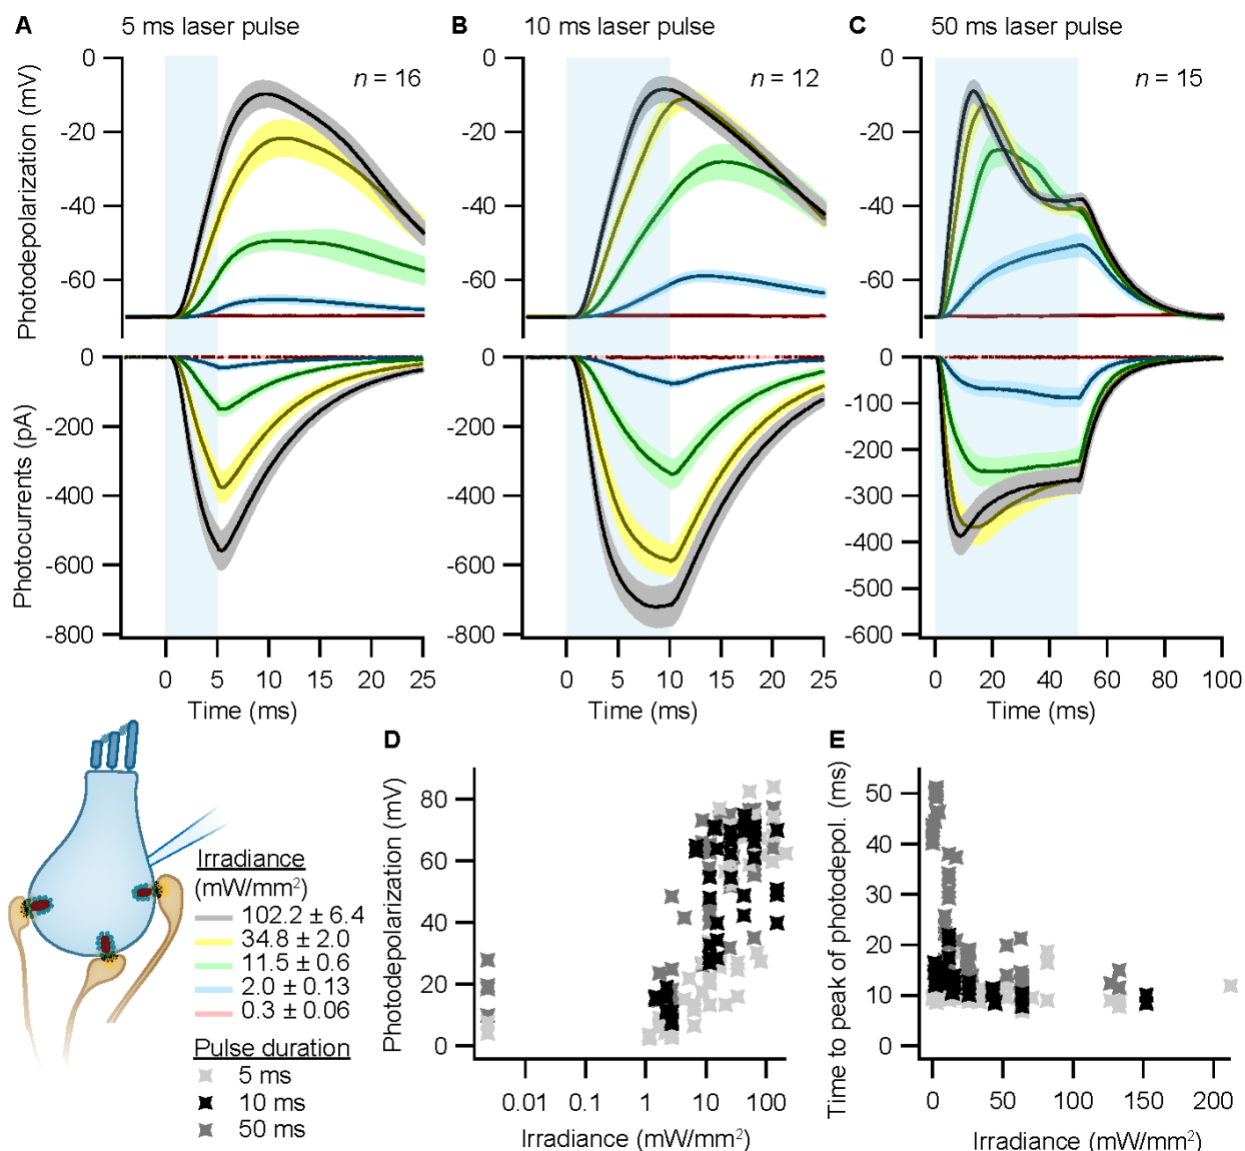 A 5 ms laser pulse
B 10 ms laser pulse
C 50 ms laser pulse
Photodepolarization (mV)
0
-20
-40
-60
n = 16
0
-20
-40
-60
n = 12
0
-20
-40
-60
n = 15
Photocurrents (pA)
0
-200
-400
-600
-800
0 5 10 15 20 25
Time (ms)
0
-200
-400
-600
-800
0 5 10 15 20 25
Time (ms)
0
-100
-200
-300
-400
-500
-600
0 20 40 60 80 100
Time (ms)
Irradiance
(mW/mm²)
102.2 ± 6.4
34.8 ± 2.0
11.5 ± 0.6
2.0 ± 0.13
0.3 ± 0.06
Pulse duration
5 ms
10 ms
50 ms
D
Photodepolarization (mV)
80
60
40
20
0
0.01 0.1 1 10 100
Irradiance (mW/mm²)
E
Time to peak of photodepol. (ms)
50
40
30
20
10
0
0 50 100 150 200
Irradiance (mW/mm²)